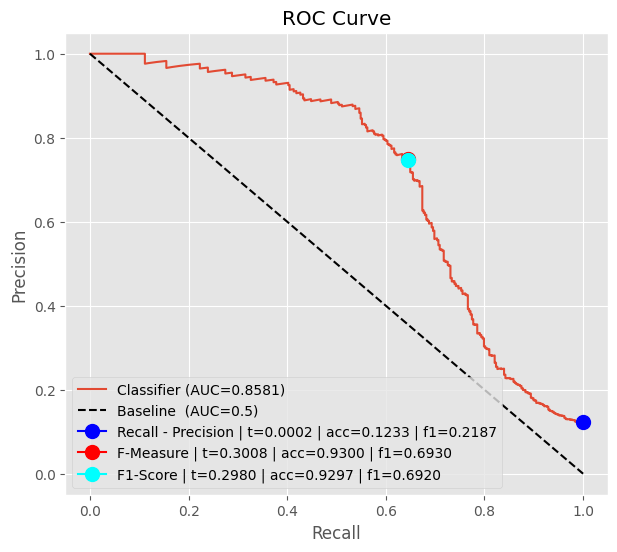 ROC Curve
1.0
0.8
0.6
0.4
0.2
0.0
Precision
Classifier (AUC=0.8581)
Baseline  (AUC=0.5)
Recall - Precision | t=0.0002 | acc=0.1233 | f1=0.2187
F-Measure | t=0.3008 | acc=0.9300 | f1=0.6930
F1-Score | t=0.2980 | acc=0.9297 | f1=0.6920
0.0 0.2 0.4 0.6 0.8 1.0
Recall